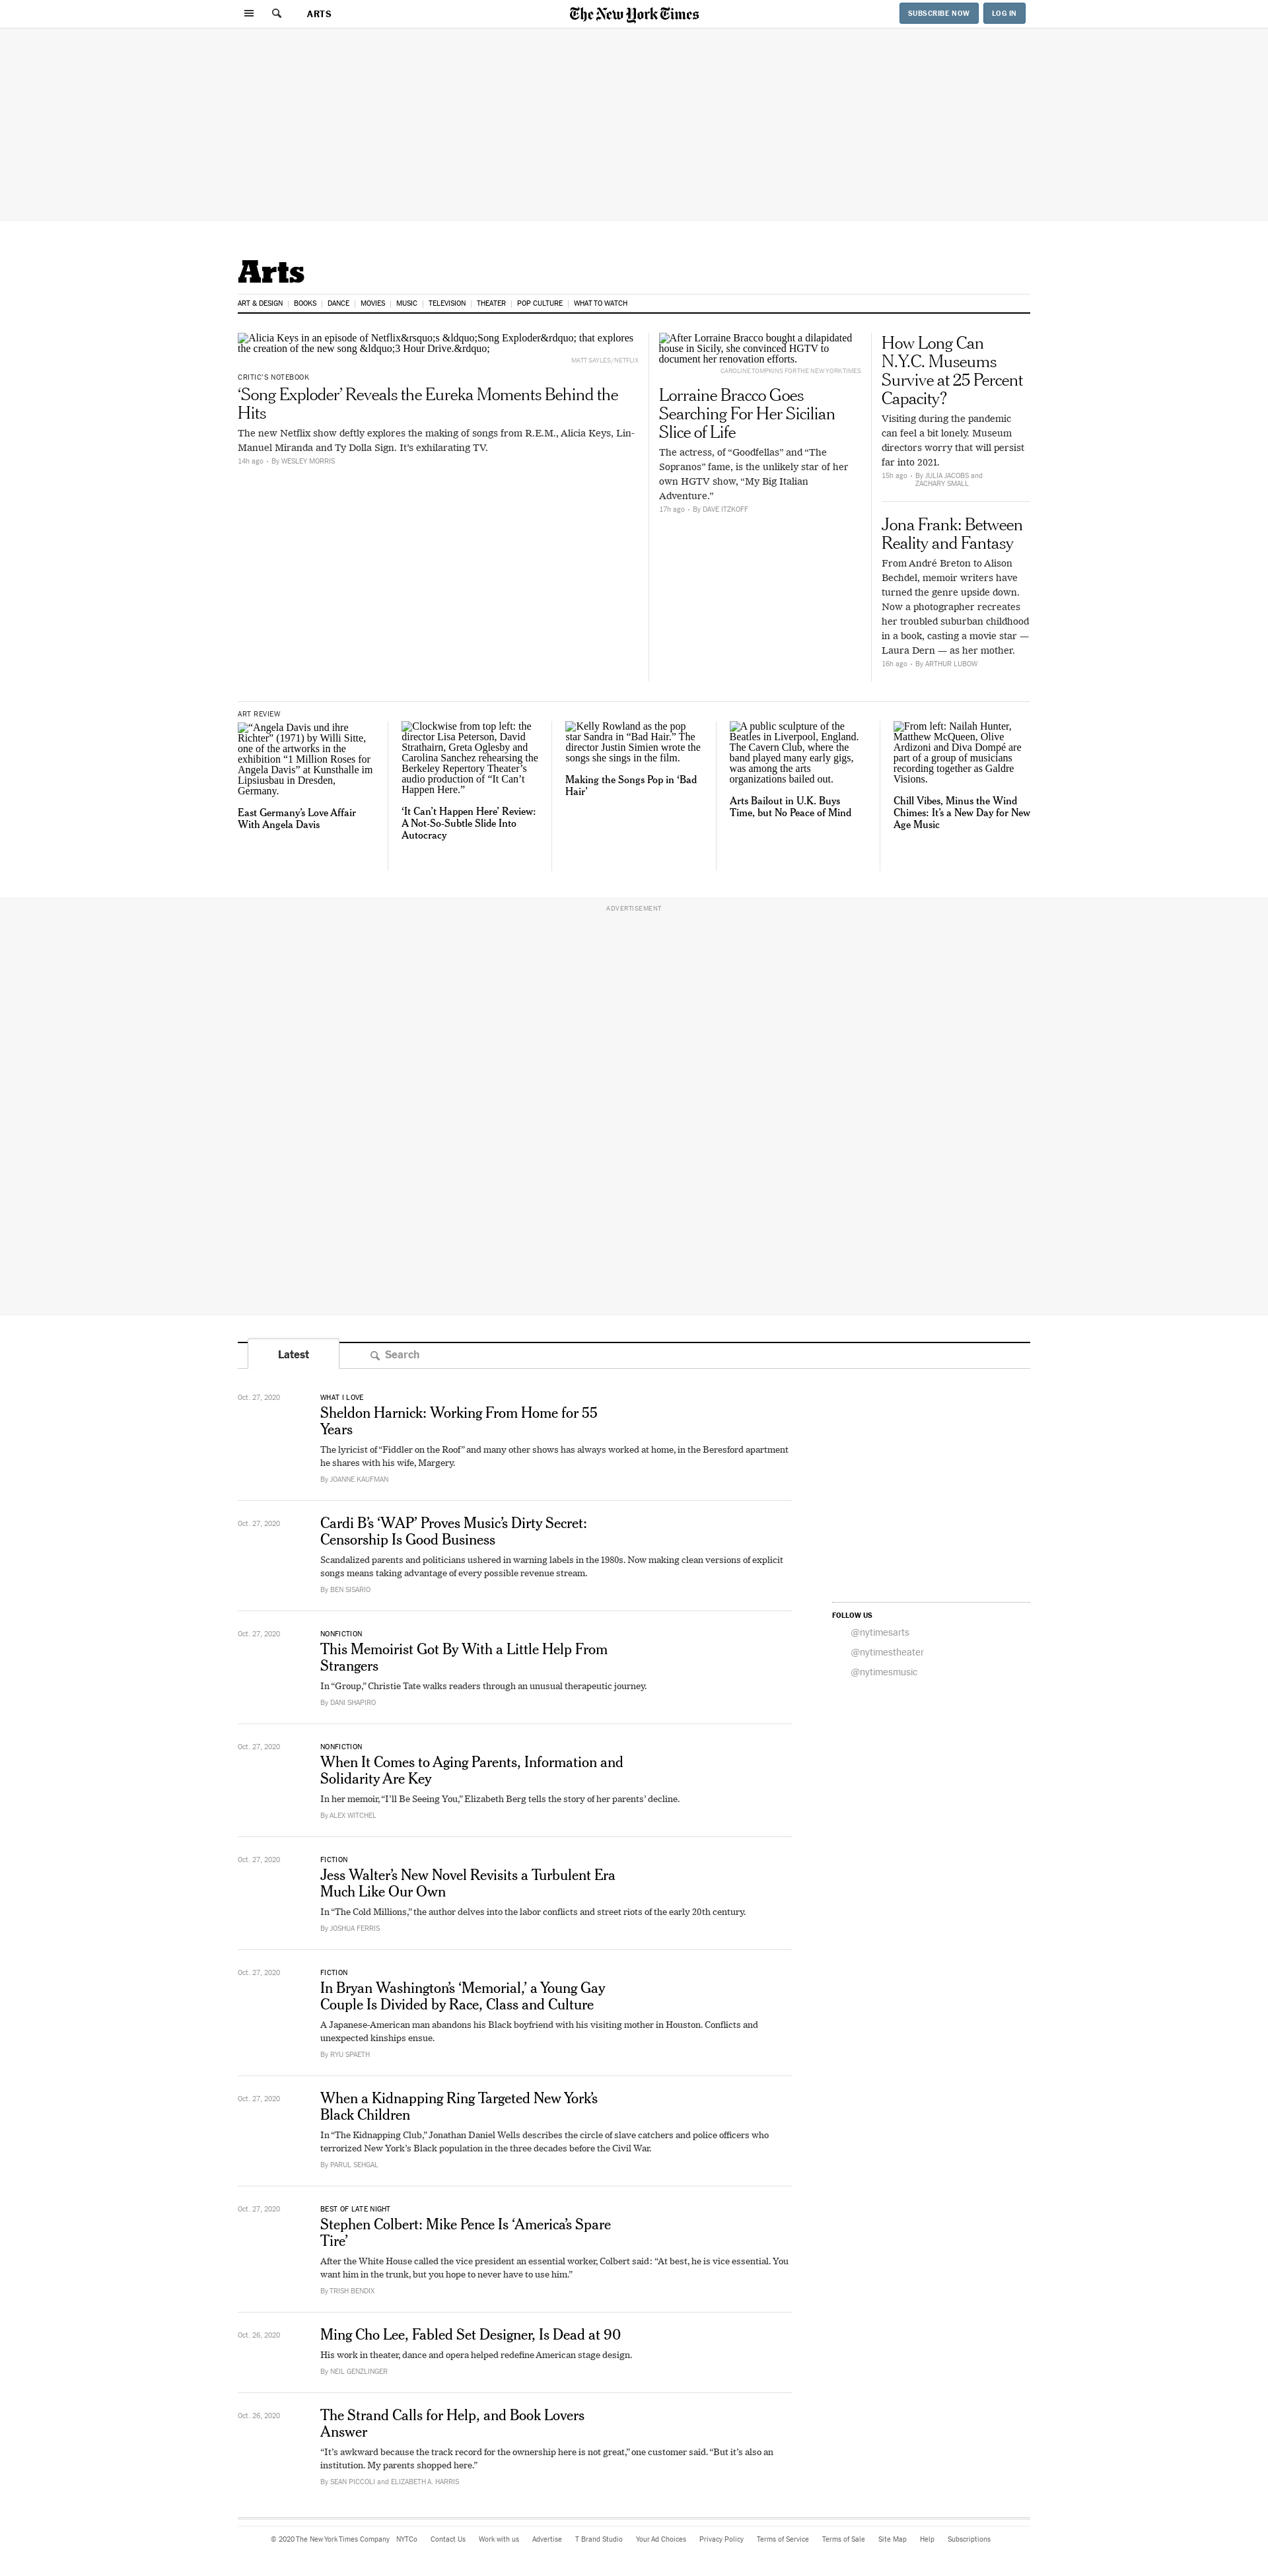 ARTS
The New York Times
SUBSCRIBE NOW
LOG IN
Arts
ART & DESIGN
BOOKS
DANCE
MOVIES
MUSIC
TELEVISION
THEATER
POP CULTURE
WHAT TO WATCH
Alicia Keys in an episode of Netflix&rsquo;s &ldquo;Song Exploder&rdquo; that explores
the creation of the new song &ldquo;3 Hour Drive.&rdquo;
MATT SAYLES/NETFLIX
CRITIC'S NOTEBOOK
‘Song Exploder’ Reveals the Eureka Moments Behind the
Hits
The new Netflix show deftly explores the making of songs from R.E.M., Alicia Keys, Lin-
Manuel Miranda and Ty Dolla Sign. It’s exhilarating TV.
14h ago • By WESLEY MORRIS
After Lorraine Bracco bought a dilapidated
house in Sicily, she convinced HGTV to
document her renovation efforts.
CAROLINE TOMPKINS FOR THE NEW YORK TIMES
Lorraine Bracco Goes
Searching For Her Sicilian
Slice of Life
The actress, of “Goodfellas” and “The
Sopranos” fame, is the unlikely star of her
own HGTV show, “My Big Italian
Adventure.”
17h ago • By DAVE ITZKOFF
How Long Can
N.Y.C. Museums
Survive at 25 Percent
Capacity?
Visiting during the pandemic
can feel a bit lonely. Museum
directors worry that will persist
far into 2021.
15h ago • By JULIA JACOBS and
ZACHARY SMALL
Jona Frank: Between
Reality and Fantasy
From André Breton to Alison
Bechdel, memoir writers have
turned the genre upside down.
Now a photographer recreates
her troubled suburban childhood
in a book, casting a movie star —
Laura Dern — as her mother.
16h ago • By ARTHUR LUBOW
ART REVIEW
“Angela Davis und ihre
Richter” (1971) by Willi Sitte,
one of the artworks in the
exhibition “1 Million Roses for
Angela Davis” at Kunsthalle im
Lipsiusbau in Dresden,
Germany.
East Germany’s Love Affair
With Angela Davis
Clockwise from top left: the
director Lisa Peterson, David
Strathairn, Greta Oglesby and
Carolina Sanchez rehearsing the
Berkeley Repertory Theater’s
audio production of “It Can’t
Happen Here.”
‘It Can’t Happen Here’ Review:
A Not-So-Subtle Slide Into
Autocracy
Kelly Rowland as the pop
star Sandra in “Bad Hair.” The
director Justin Simien wrote the
songs she sings in the film.
Making the Songs Pop in ‘Bad
Hair’
A public sculpture of the
Beatles in Liverpool, England.
The Cavern Club, where the
band played many early gigs,
was among the arts
organizations bailed out.
Arts Bailout in U.K. Buys
Time, but No Peace of Mind
From left: Nailah Hunter,
Matthew McQueen, Olive
Ardizoni and Diva Dompé are
part of a group of musicians
recording together as Galdre
Visions.
Chill Vibes, Minus the Wind
Chimes: It’s a New Day for New
Age Music
ADVERTISEMENT
Latest
Search
Oct. 27, 2020
WHAT I LOVE
Sheldon Harnick: Working From Home for 55
Years
The lyricist of “Fiddler on the Roof” and many other shows has always worked at home, in the Beresford apartment
he shares with his wife, Margery.
By JOANNE KAUFMAN
Oct. 27, 2020
Cardi B’s ‘WAP’ Proves Music’s Dirty Secret:
Censorship Is Good Business
Scandalized parents and politicians ushered in warning labels in the 1980s. Now making clean versions of explicit
songs means taking advantage of every possible revenue stream.
By BEN SISARIO
FOLLOW US
@nytimesarts
@nytimestheater
@nytimesmusic
Oct. 27, 2020
NONFICTION
This Memoirist Got By With a Little Help From
Strangers
In “Group,” Christie Tate walks readers through an unusual therapeutic journey.
By DANI SHAPIRO
Oct. 27, 2020
NONFICTION
When It Comes to Aging Parents, Information and
Solidarity Are Key
In her memoir, “I’ll Be Seeing You,” Elizabeth Berg tells the story of her parents’ decline.
By ALEX WITCHEL
Oct. 27, 2020
FICTION
Jess Walter’s New Novel Revisits a Turbulent Era
Much Like Our Own
In “The Cold Millions,” the author delves into the labor conflicts and street riots of the early 20th century.
By JOSHUA FERRIS
Oct. 27, 2020
FICTION
In Bryan Washington’s ‘Memorial,’ a Young Gay
Couple Is Divided by Race, Class and Culture
A Japanese-American man abandons his Black boyfriend with his visiting mother in Houston. Conflicts and
unexpected kinships ensue.
By RYU SPAETH
Oct. 27, 2020
When a Kidnapping Ring Targeted New York’s
Black Children
In “The Kidnapping Club,” Jonathan Daniel Wells describes the circle of slave catchers and police officers who
terrorized New York’s Black population in the three decades before the Civil War.
By PARUL SEHGAL
Oct. 27, 2020
BEST OF LATE NIGHT
Stephen Colbert: Mike Pence Is ‘America’s Spare
Tire’
After the White House called the vice president an essential worker, Colbert said: “At best, he is vice essential. You
want him in the trunk, but you hope to never have to use him.”
By TRISH BENDIX
Oct. 26, 2020
Ming Cho Lee, Fabled Set Designer, Is Dead at 90
His work in theater, dance and opera helped redefine American stage design.
By NEIL GENZLINGER
Oct. 26, 2020
The Strand Calls for Help, and Book Lovers
Answer
“It’s awkward because the track record for the ownership here is not great,” one customer said. “But it’s also an
institution. My parents shopped here.”
By SEAN PICCOLI and ELIZABETH A. HARRIS
© 2020 The New York Times Company NYTCo Contact Us Work with us Advertise T Brand Studio Your Ad Choices Privacy Policy Terms of Service Terms of Sale Site Map Help Subscriptions